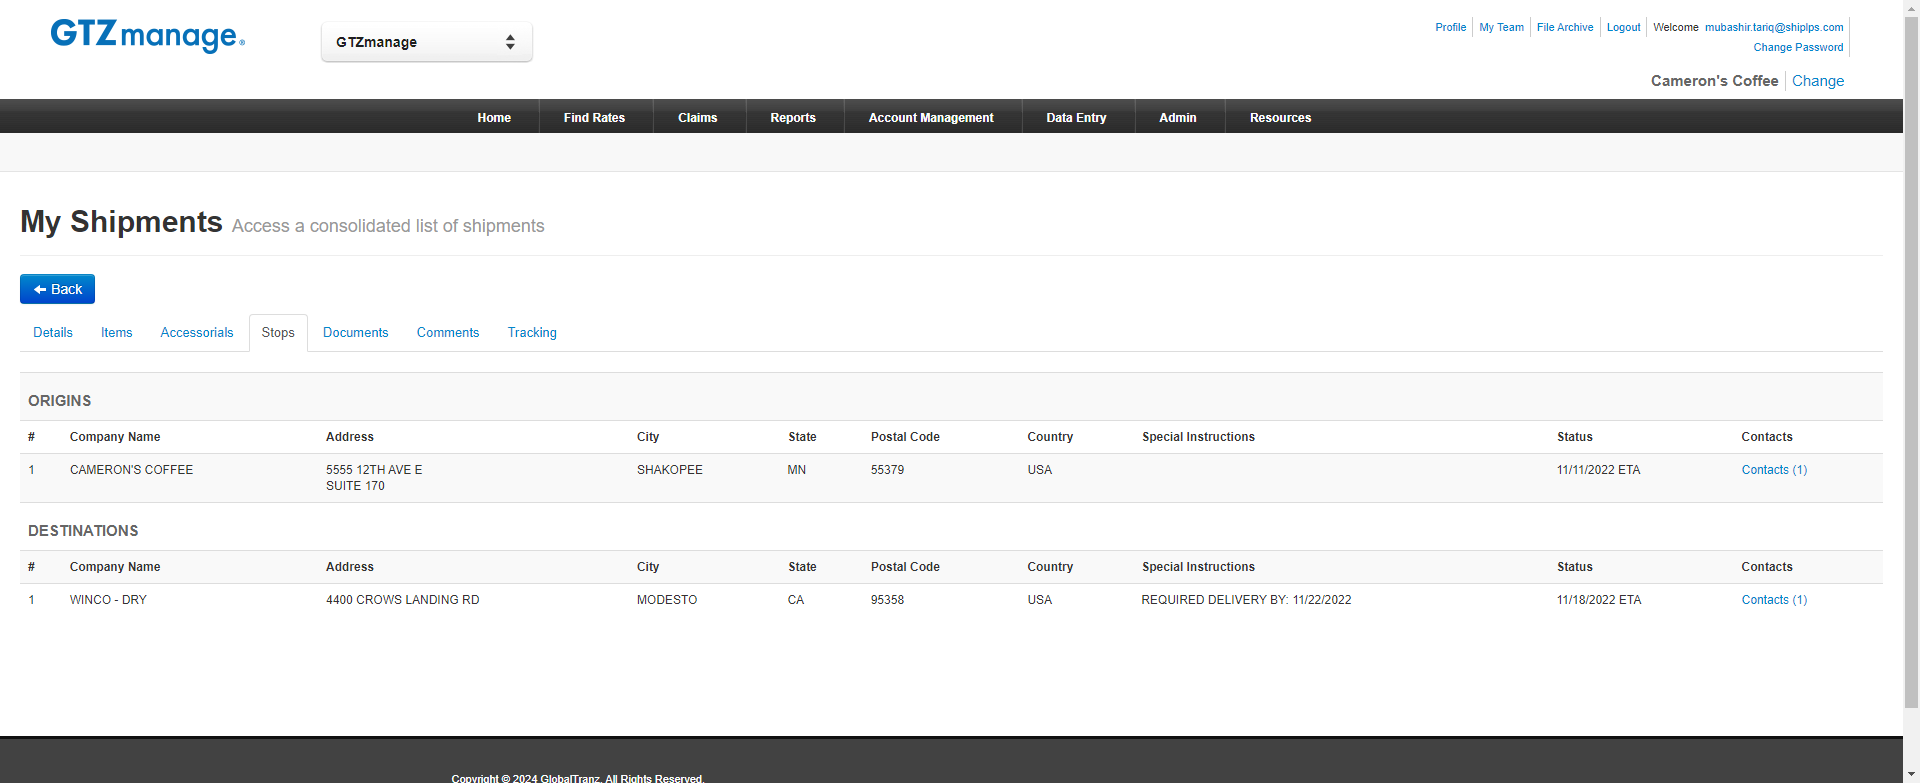 GTZmanage®
GTZmanage
Profile My Team File Archive Logout Welcome mubashir.tariq@shiplps.com
Change Password
Cameron's Coffee Change
Home Find Rates Claims Reports Account Management Data Entry Admin Resources
My Shipments Access a consolidated list of shipments
Back
Details Items Accessorials Stops Documents Comments Tracking
ORIGINS
# Company Name Address City State Postal Code Country Special Instructions Status Contacts
1 CAMERON'S COFFEE 5555 12TH AVE E SHAKOPEE MN 55379 USA 11/11/2022 ETA Contacts (1)
SUITE 170
DESTINATIONS
# Company Name Address City State Postal Code Country Special Instructions Status Contacts
1 WINCO - DRY 4400 CROWS LANDING RD MODESTO CA 95358 USA REQUIRED DELIVERY BY: 11/22/2022 11/18/2022 ETA Contacts (1)
Copyright © 2024 GlobalTranz. All Rights Reserved.